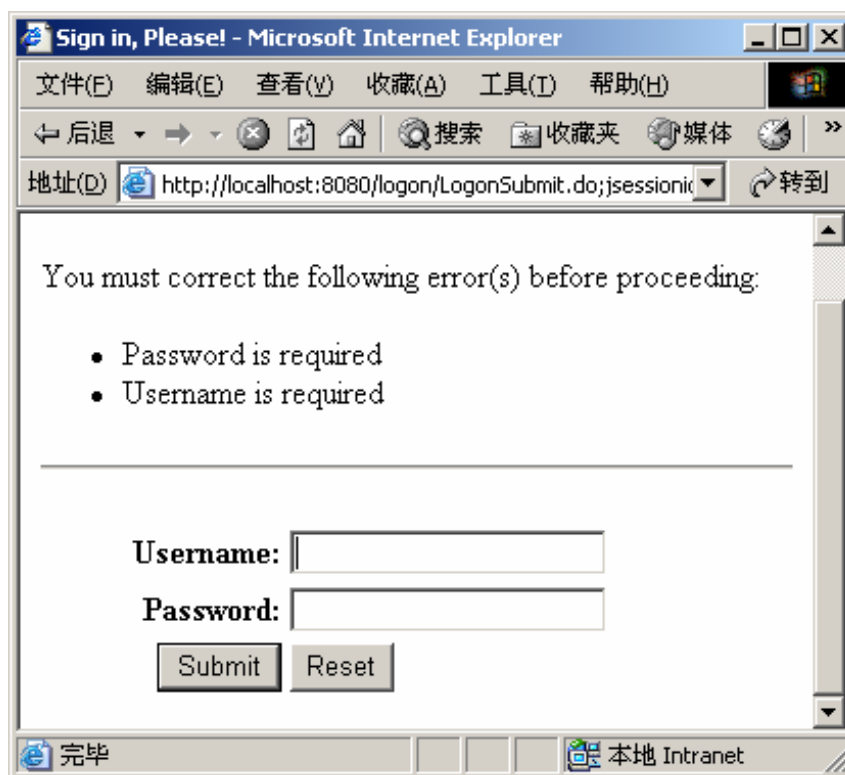 Sign in, Please! - Microsoft Internet Explorer
文件(F) 编辑(E) 查看(V) 收藏(A) 工具(T) 帮助(H)
后退 搜索 收藏夹 媒体 »
地址(D) http://localhost:8080/logon/LogonSubmit.do;jsessionid 转到
You must correct the following error(s) before proceeding:
• Password is required
• Username is required
Username:
Password:
Submit Reset
完毕 本地 Intranet